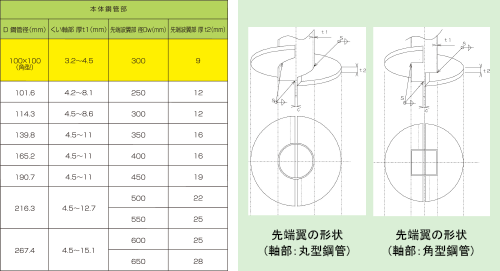 本体鋼管部
D 鋼管径(mm) くい軸部 厚t1(mm) 先端拡翼部 径Dw(mm) 先端拡翼部 厚 t2(mm)
100×100 3.2〜4.5 300 9
(角型)
101.6 4.2〜8.1 250 12
114.3 4.5〜8.6 300 12
139.8 4.5〜11 350 16
165.2 4.5〜11 400 16
190.7 4.5〜11 450 19
216.3 4.5〜12.7 500 22
550 25
267.4 4.5〜15.1 600 25
650 28
t1
t2
t1
t2
先端翼の形状
(軸部:丸型鋼管)
先端翼の形状
(軸部:角型鋼管)